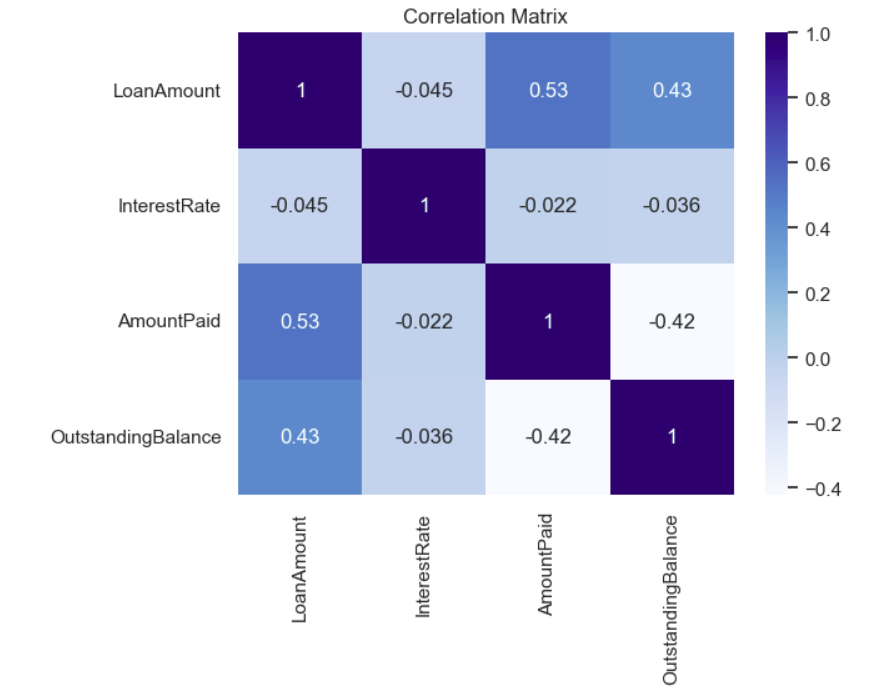 Correlation Matrix
LoanAmount 1 -0.045 0.53 0.43
InterestRate -0.045 1 -0.022 -0.036
AmountPaid 0.53 -0.022 1 -0.42
OutstandingBalance 0.43 -0.036 -0.42 1
LoanAmount
InterestRate
AmountPaid
OutstandingBalance
1.0
0.8
0.6
0.4
0.2
0.0
−0.2
−0.4